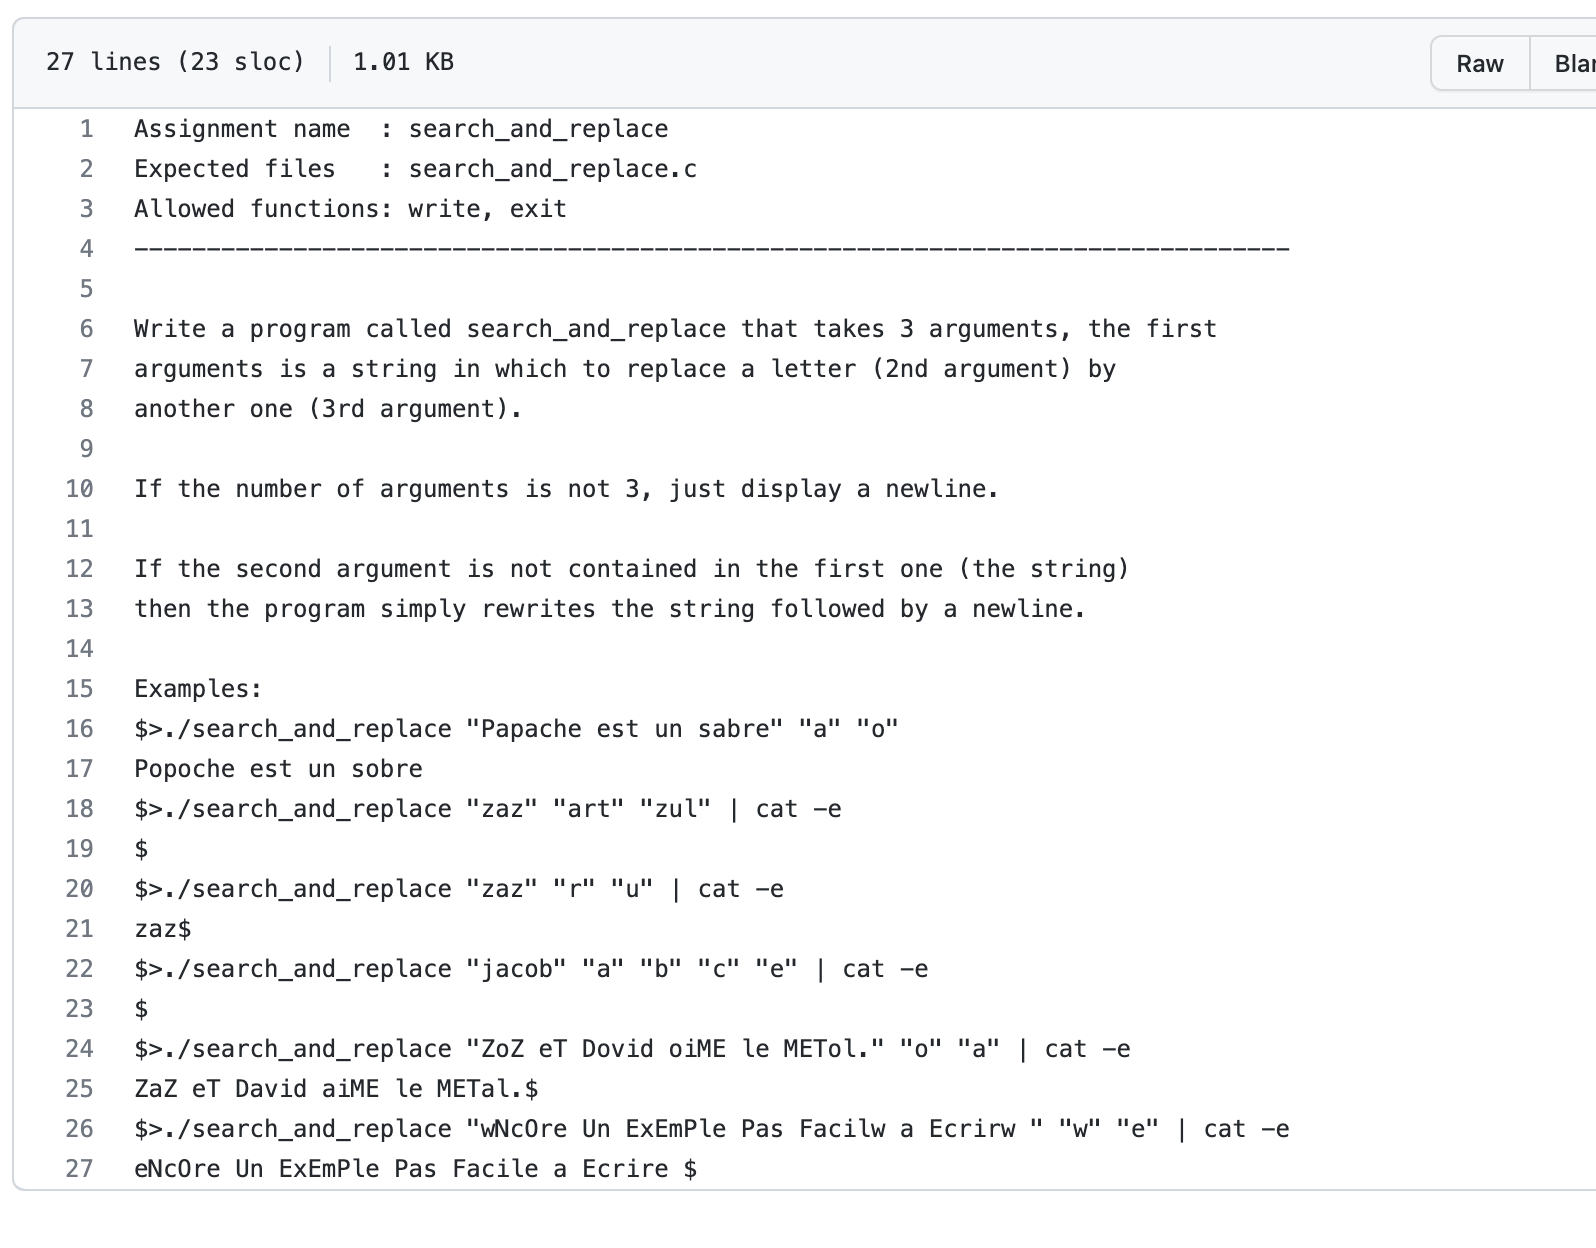 27 lines (23 sloc) 1.01 KB
Raw
1 Assignment name  : search_and_replace
2 Expected files   : search_and_replace.c
3 Allowed functions: write, exit
4 --------------------------------------------------------------------------------
5
6 Write a program called search_and_replace that takes 3 arguments, the first
7 arguments is a string in which to replace a letter (2nd argument) by
8 another one (3rd argument).
9
10 If the number of arguments is not 3, just display a newline.
11
12 If the second argument is not contained in the first one (the string)
13 then the program simply rewrites the string followed by a newline.
14
15 Examples:
16 $>./search_and_replace "Papache est un sabre" "a" "o"
17 Popoche est un sobre
18 $>./search_and_replace "zaz" "art" "zul" | cat -e
19 $
20 $>./search_and_replace "zaz" "r" "u" | cat -e
21 zaz$
22 $>./search_and_replace "jacob" "a" "b" "c" "e" | cat -e
23 $
24 $>./search_and_replace "ZoZ eT Dovid oiME le METol." "o" "a" | cat -e
25 ZaZ eT David aiME le METal.$
26 $>./search_and_replace "wNcOre Un ExEmPle Pas Facilw a Ecrirw " "w" "e" | cat -e
27 eNcOre Un ExEmPle Pas Facile a Ecrire $